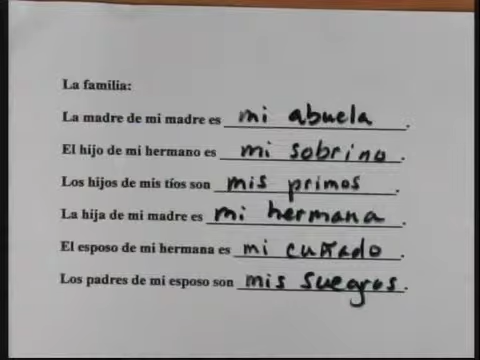 La familia:
La madre de mi madre es mi abuela.
El hijo de mi hermano es mi sobrino.
Los hijos de mis tíos son mis primos.
La hija de mi madre es mi hermana.
El esposo de mi hermana es mi cuñado.
Los padres de mi esposo son mis suegros.